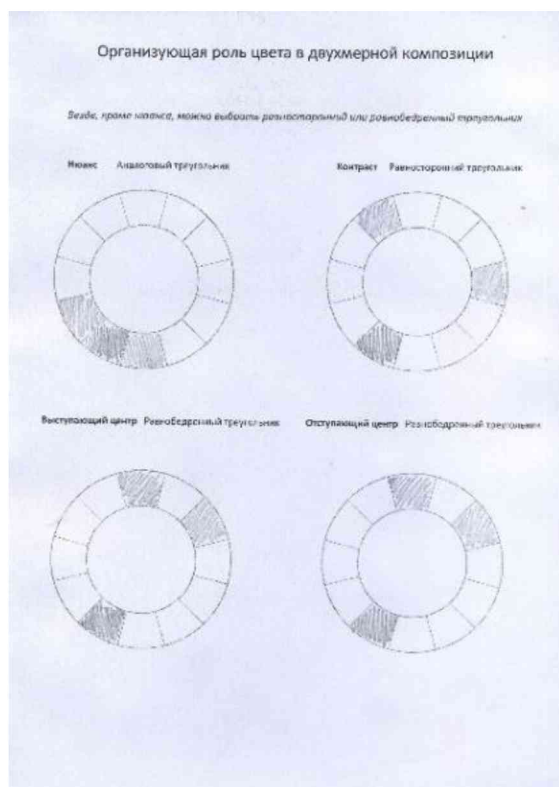 Организующая роль цвета в двухмерной композиции
Везде, кроме нюанса, можно выбрать равносторонний или равнобедренный треугольник
Нюанс Аналоговый треугольник
Контраст Равносторонний треугольник
Выступающий центр Равнобедренный треугольник
Отступающий центр Равнобедренный треугольник